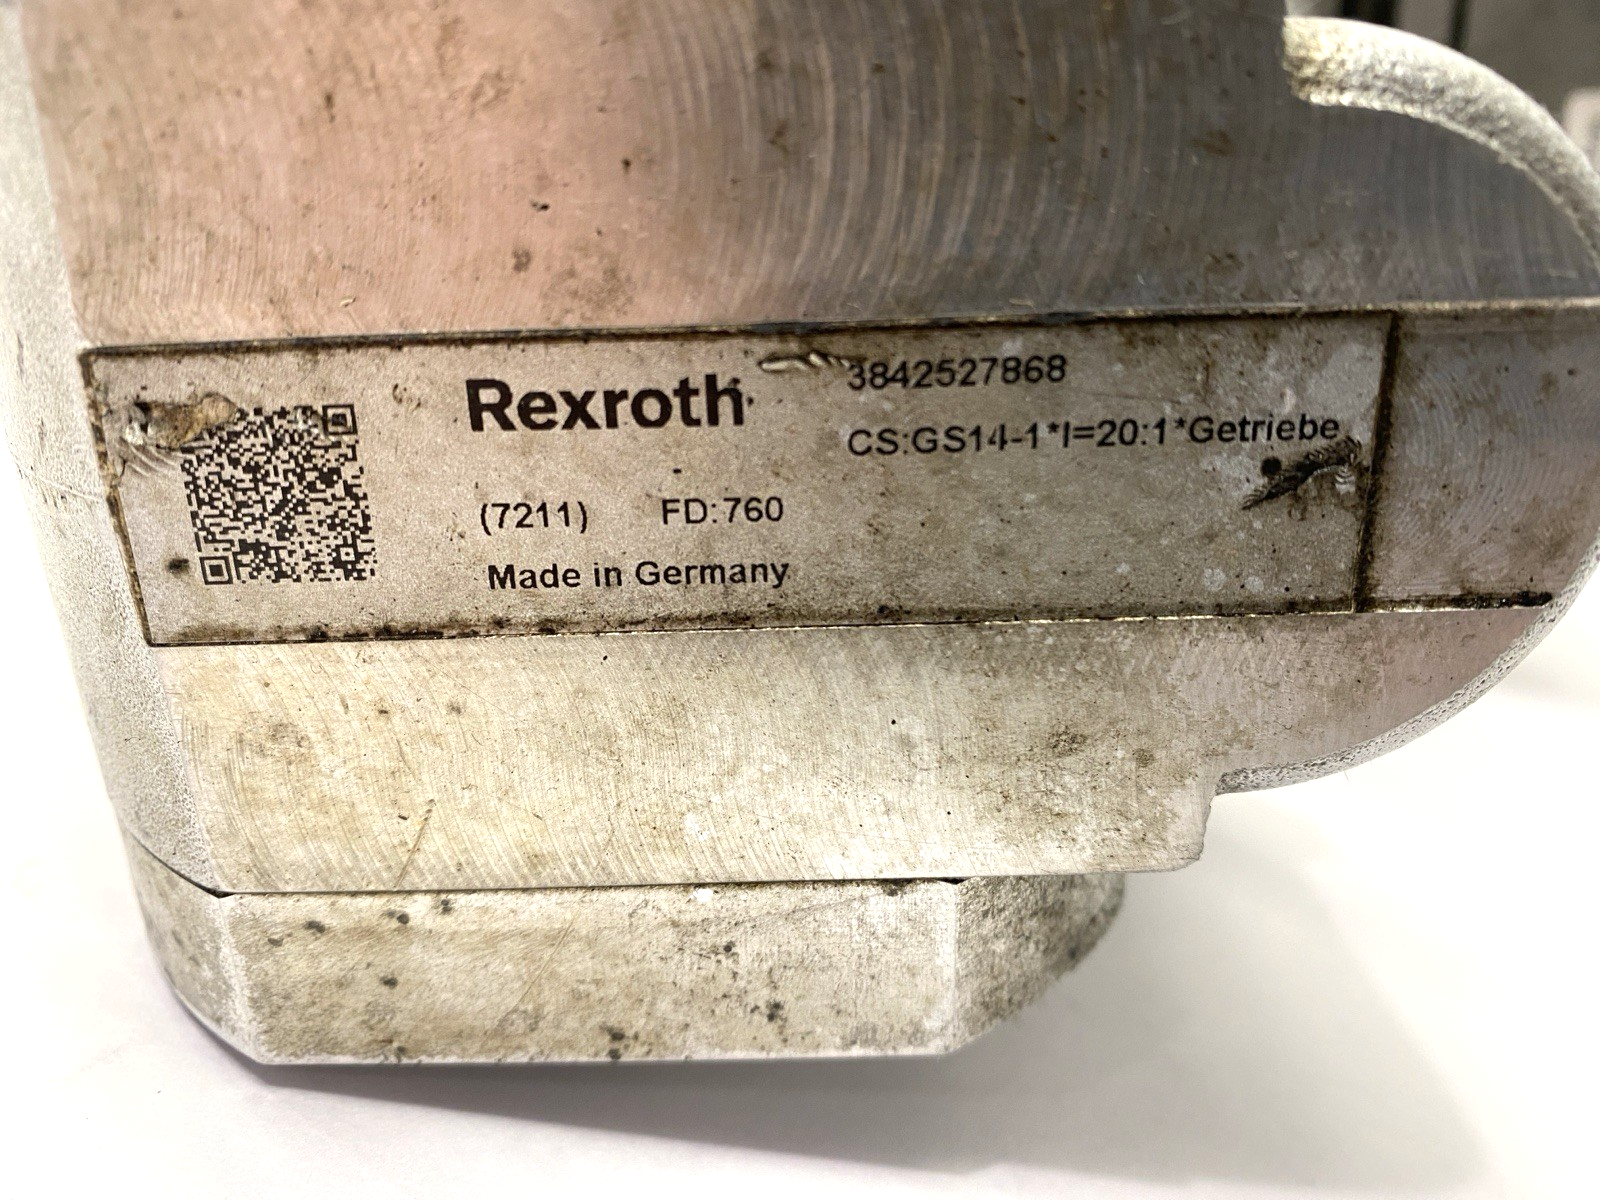 Rexroth
3842527868
CS:GS14-1*I=20:1*Getriebe
(7211) FD:760
Made in Germany